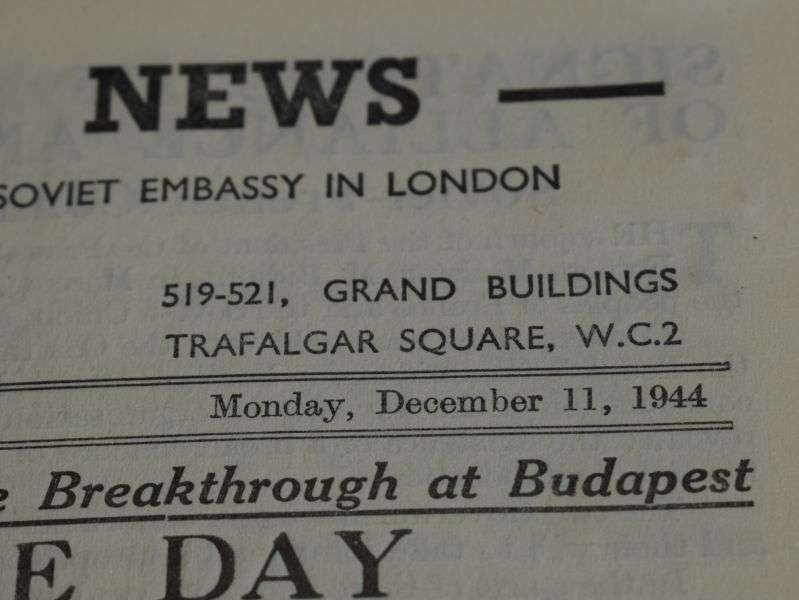 NEWS —
SOVIET EMBASSY IN LONDON
519-521, GRAND BUILDINGS
TRAFALGAR SQUARE, W.C.2
Monday, December 11, 1944
Breakthrough at Budapest
DAY